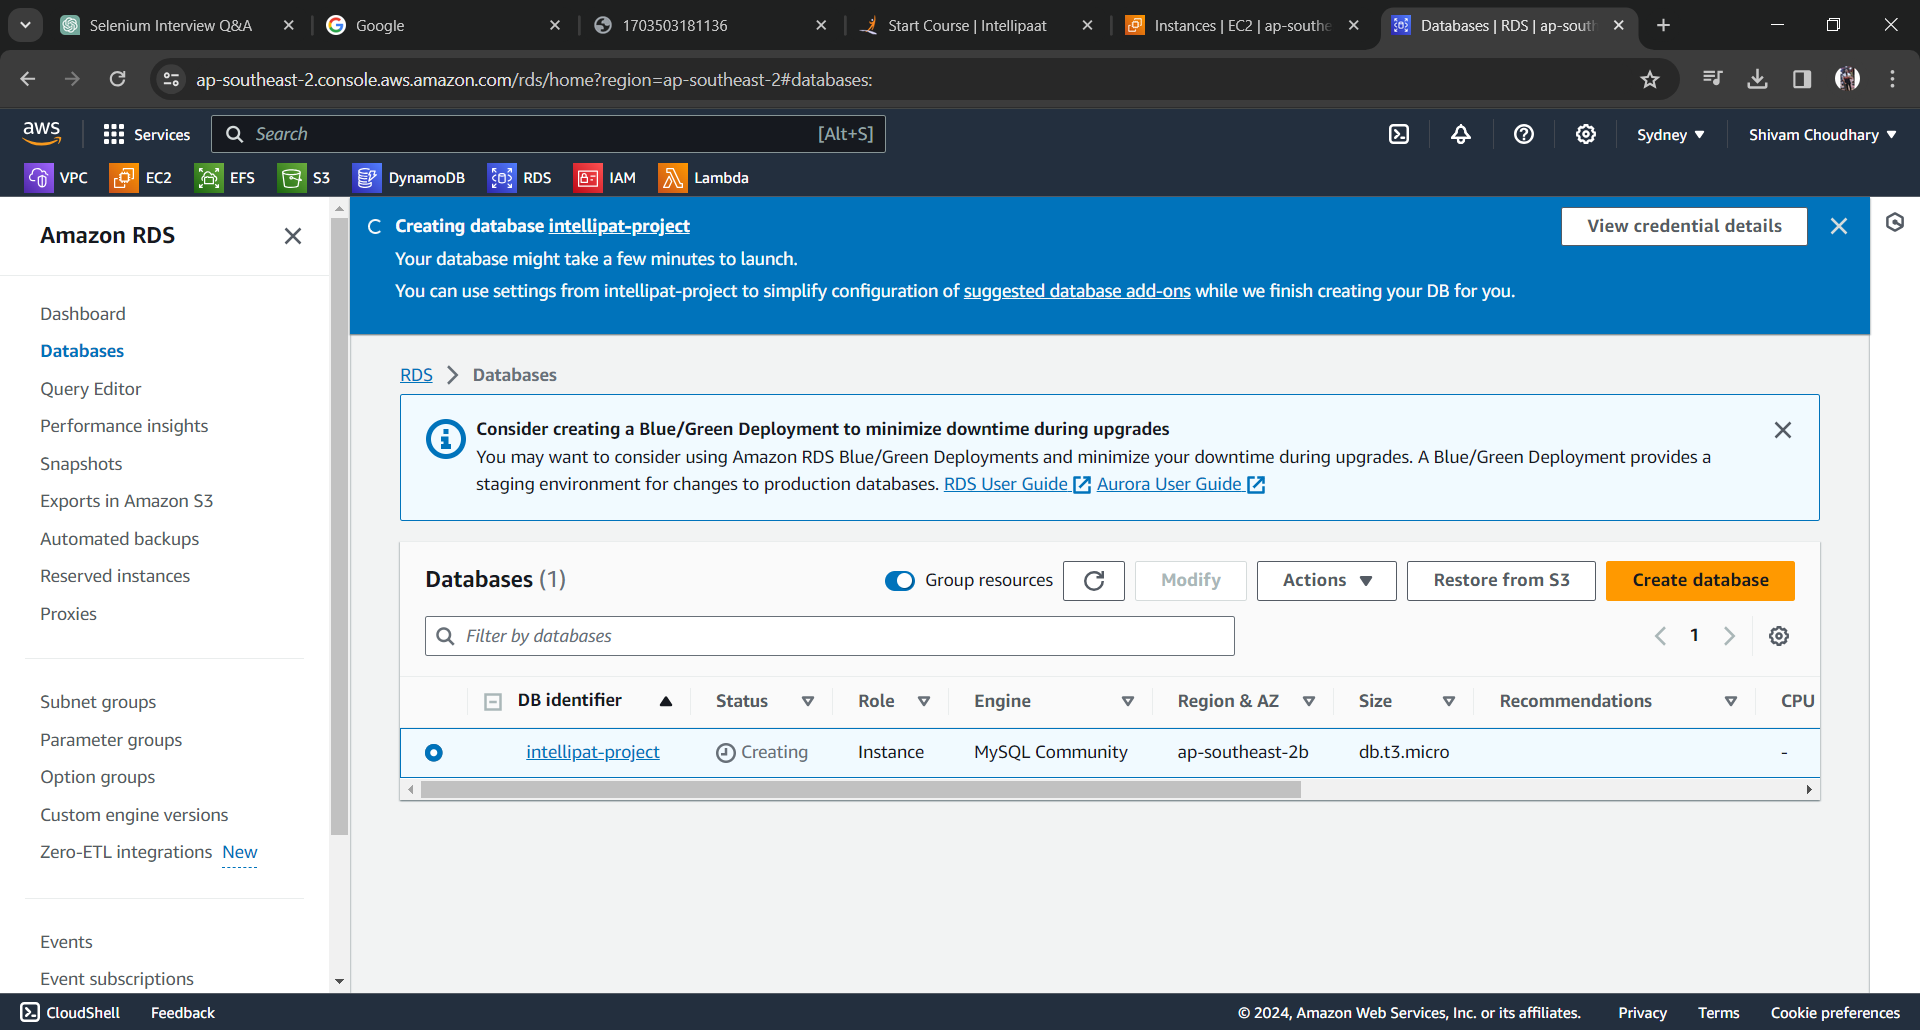 Selenium Interview Q&A
Google
1703503181136
Start Course | Intellipaat
Instances | EC2 | ap-southe
Databases | RDS | ap-south
ap-southeast-2.console.aws.amazon.com/rds/home?region=ap-southeast-2#databases:
aws
Services
Search
[Alt+S]
Sydney
Shivam Choudhary
VPC
EC2
EFS
S3
DynamoDB
RDS
IAM
Lambda
Amazon RDS
Dashboard
Databases
Query Editor
Performance insights
Snapshots
Exports in Amazon S3
Automated backups
Reserved instances
Proxies
Subnet groups
Parameter groups
Option groups
Custom engine versions
Zero-ETL integrations New
Events
Event subscriptions
Creating database intellipat-project
View credential details
Your database might take a few minutes to launch.
You can use settings from intellipat-project to simplify configuration of suggested database add-ons while we finish creating your DB for you.
RDS
Databases
Consider creating a Blue/Green Deployment to minimize downtime during upgrades
You may want to consider using Amazon RDS Blue/Green Deployments and minimize your downtime during upgrades. A Blue/Green Deployment provides a
staging environment for changes to production databases. RDS User Guide Aurora User Guide
Databases (1)
Group resources
Modify
Actions
Restore from S3
Create database
Filter by databases
1
DB identifier
Status
Role
Engine
Region & AZ
Size
Recommendations
CPU
intellipat-project
Creating
Instance
MySQL Community
ap-southeast-2b
db.t3.micro
-
CloudShell
Feedback
© 2024, Amazon Web Services, Inc. or its affiliates.
Privacy
Terms
Cookie preferences